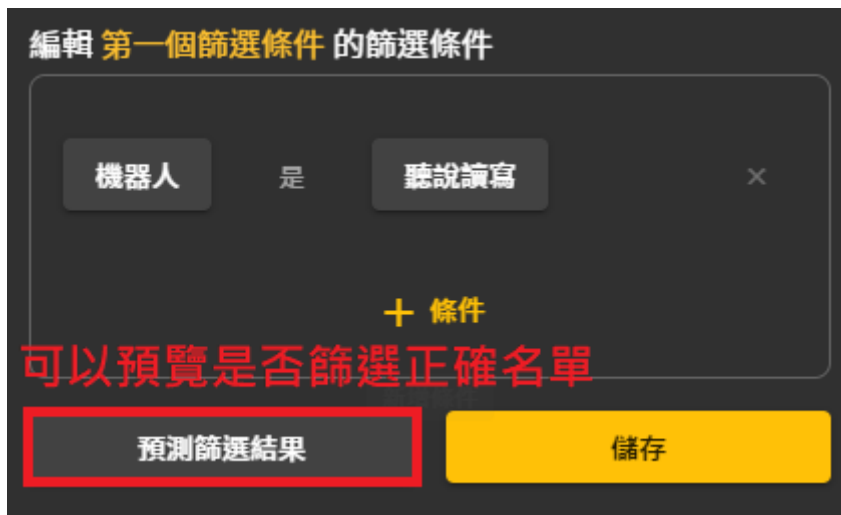 編輯 第一個篩選條件 的篩選條件
機器人 是 聽說讀寫 ×
＋ 條件
可以預覽是否篩選正確名單
預測篩選結果 儲存